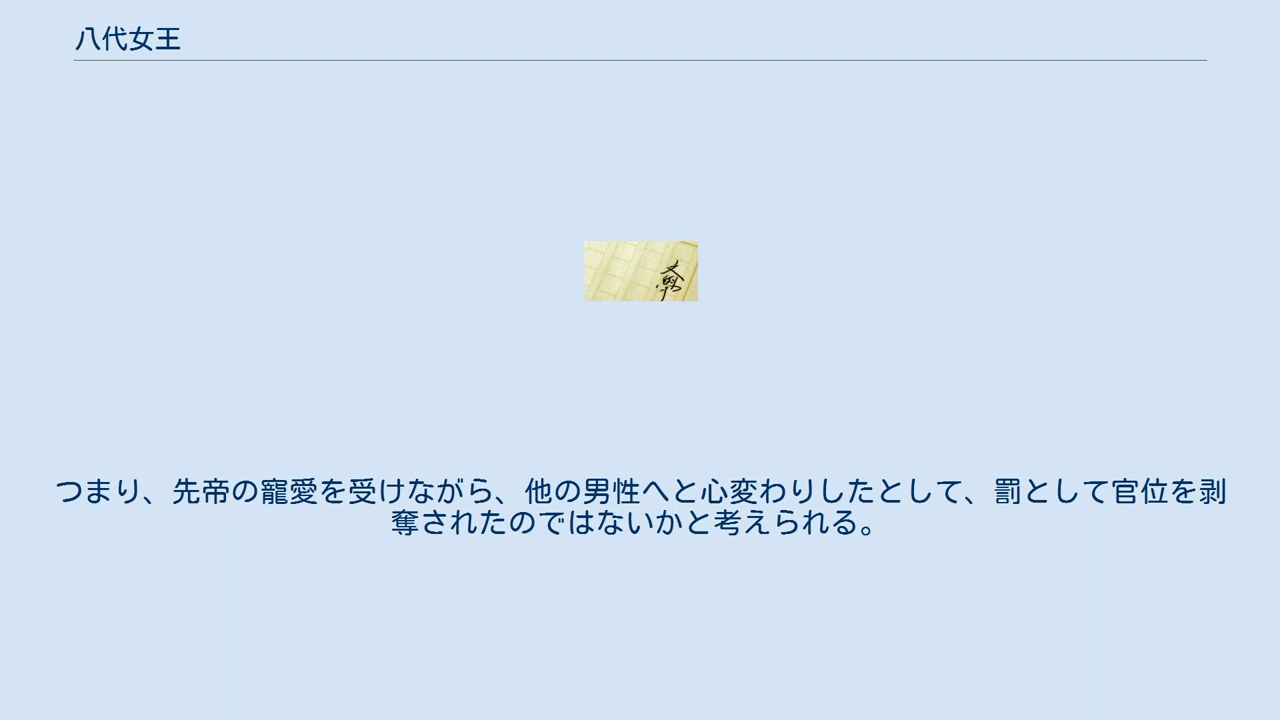 八代女王
つまり、先帝の寵愛を受けながら、他の男性へと心変わりしたとして、罰として官位を剥
奪されたのではないかと考えられる。